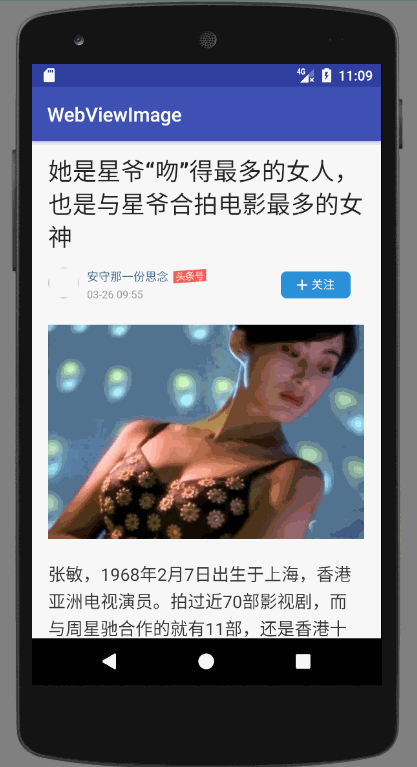 4G 11:09
WebViewImage
她是星爷“吻”得最多的女人，
也是与星爷合拍电影最多的女
神
安守那一份思念 头条号
03-26 09:55
+ 关注
张敏，1968年2月7日出生于上海，香港
亚洲电视演员。拍过近70部影视剧，而
与周星驰合作的就有11部，还是香港十